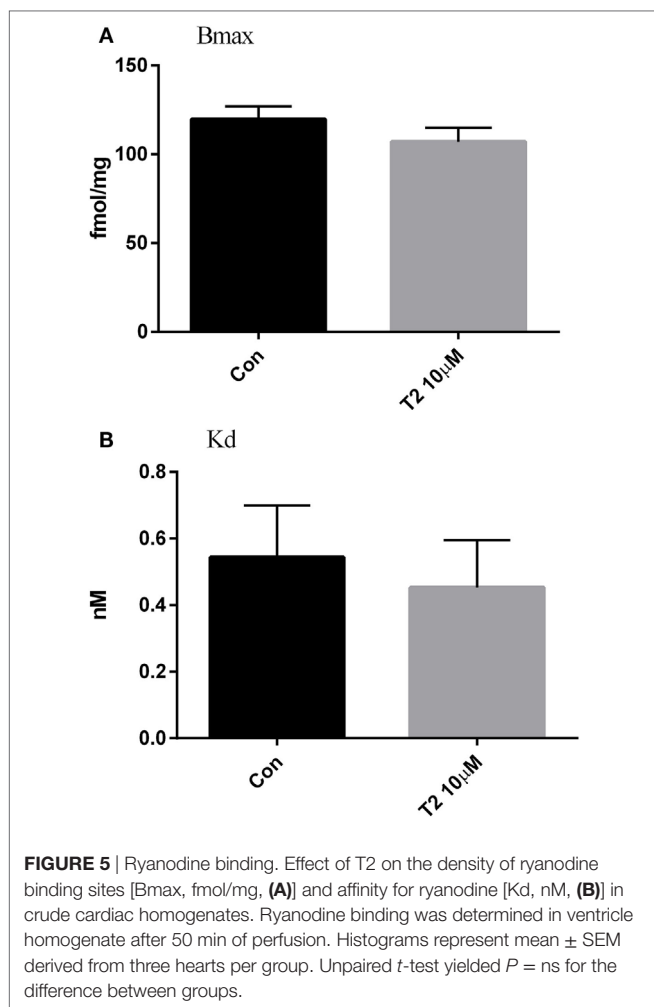 A Bmax
150
100
50
0
fmol/mg
Con
T2 10μM
B Kd
0.8
0.6
0.4
0.2
0.0
nM
Con
T2 10μM
FIGURE 5 | Ryanodine binding. Effect of T2 on the density of ryanodine
binding sites [Bmax, fmol/mg, (A)] and affinity for ryanodine [Kd, nM, (B)] in
crude cardiac homogenates. Ryanodine binding was determined in ventricle
homogenate after 50 min of perfusion. Histograms represent mean ± SEM
derived from three hearts per group. Unpaired t-test yielded P = ns for the
difference between groups.